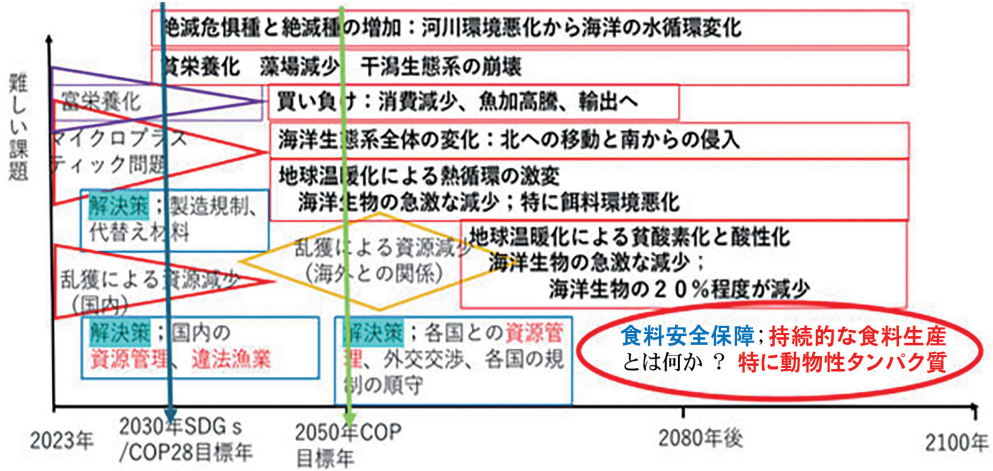 難しい課題
絶滅危惧種と絶滅種の増加：河川環境悪化から海洋の水循環変化
貧栄養化　藻場減少　干潟生態系の崩壊
富栄養化
買い負け：消費減少、魚加高騰、輸出へ
マイクロプラス
ティック問題
海洋生態系全体の変化：北への移動と南からの侵入
地球温暖化による熱循環の激変
海洋生物の急激な減少；特に餌料環境悪化
解決策；製造規制、
代替え材料
乱獲による資源減少
（海外との関係）
地球温暖化による貧酸素化と酸性化
海洋生物の急激な減少；
海洋生物の２０％程度が減少
乱獲による資源減少
（国内）
解決策；国内の
資源管理、違法漁業
解決策；各国との資源管
理、外交交渉、各国の規
制の順守
食料安全保障；持続的な食料生産
とは何か ？ 特に動物性タンパク質
2023年
2030年SDGｓ
/COP28目標年
2050年COP
目標年
2080年後
2100年